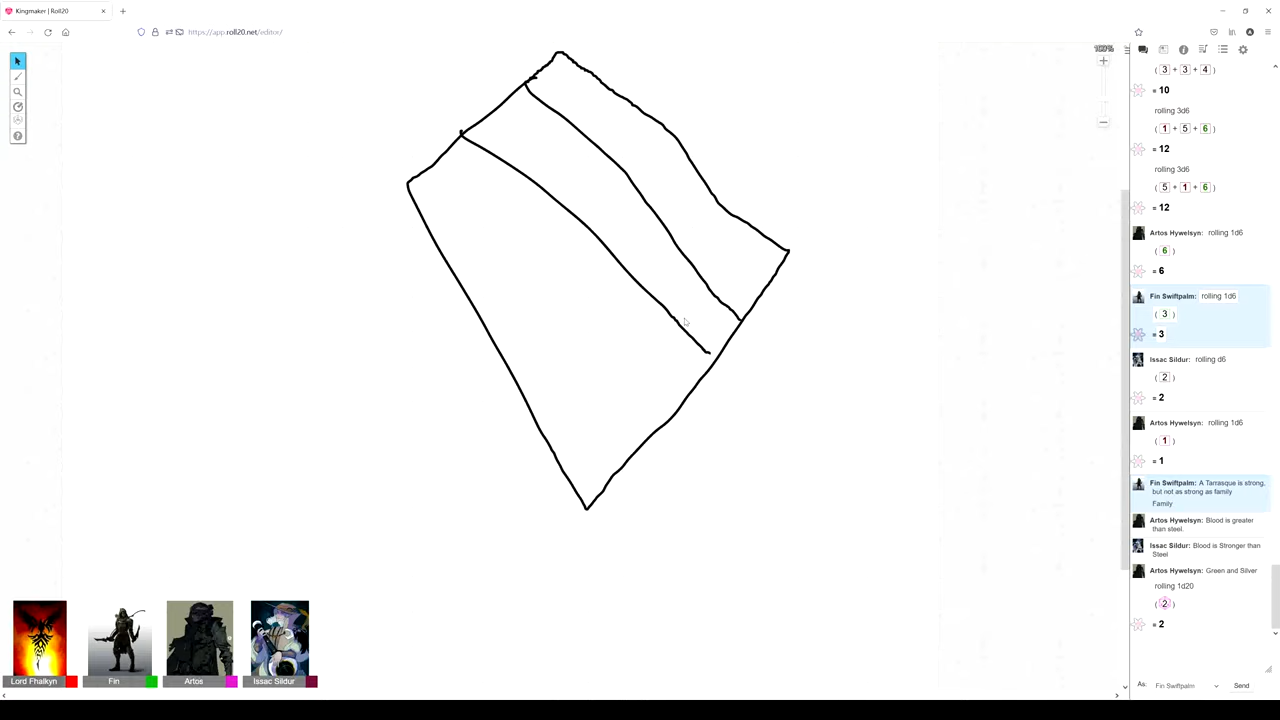 Kingmaker | Roll20
https://app.roll20.net/editor/
100%
( 3 + 3 + 4 )
= 10
rolling 3d6
( 1 + 5 + 6 )
= 12
rolling 3d6
( 5 + 1 + 6 )
= 12
Artos Hywelsyn: rolling 1d6
( 6 )
= 6
Fin Swiftpalm: rolling 1d6
( 3 )
= 3
Issac Sildur: rolling d6
( 2 )
= 2
Artos Hywelsyn: rolling 1d6
( 1 )
= 1
Fin Swiftpalm: A Tarrasque is strong,
but not as strong as family
Family
Artos Hywelsyn: Blood is greater
than steel.
Issac Sildur: Blood is Stronger than
Steel
Artos Hywelsyn: Green and Silver
rolling 1d20
( 2 )
= 2
Lord Fhalkyn
Fin
Artos
Issac Sildur
As: Fin Swiftpalm
Send